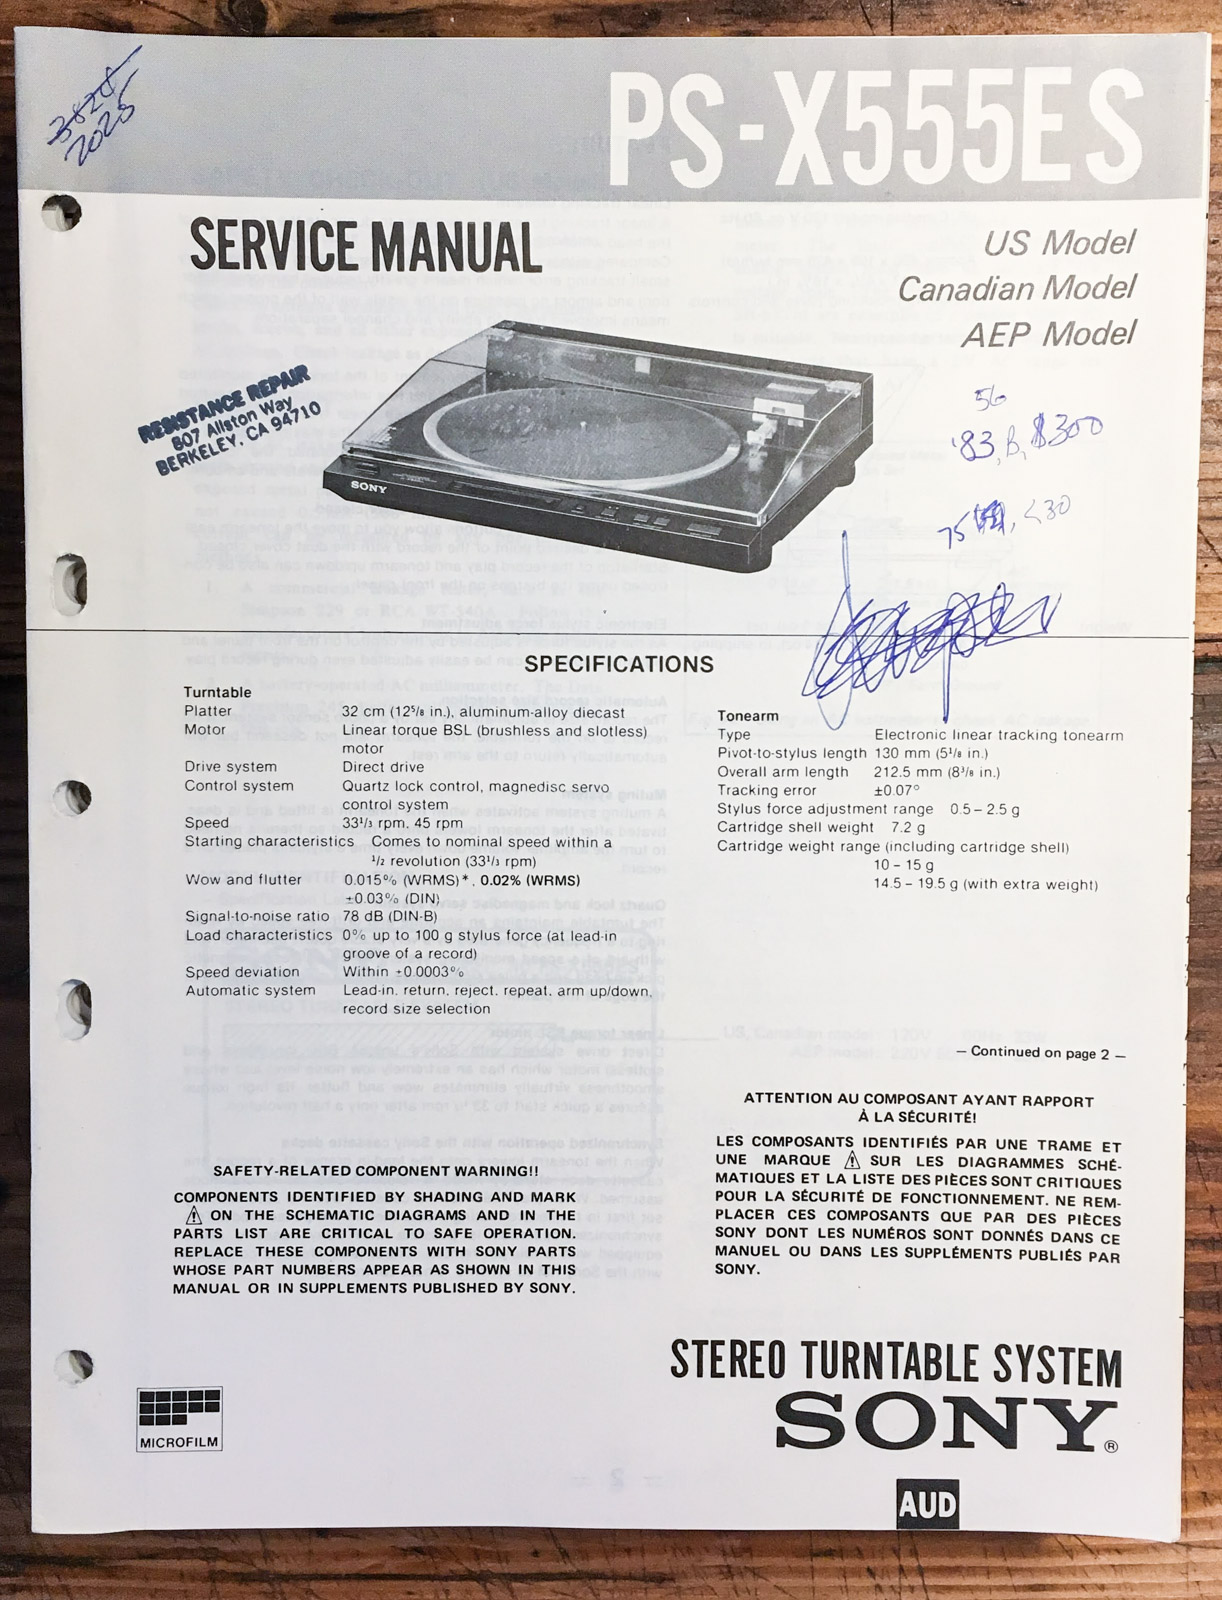 3824
2025
PS-X555ES
SERVICE MANUAL
US Model
Canadian Model
AEP Model
RESISTANCE REPAIR
807 Allston Way
BERKELEY, CA 94710
56
'83, B, $300
75 , <30
SONY
SPECIFICATIONS
Turntable
Platter 32 cm (12⁵/₈ in.), aluminum-alloy diecast
Motor Linear torque BSL (brushless and slotless)
motor
Drive system Direct drive
Control system Quartz lock control, magnedisc servo
control system
Speed 33¹/₃ rpm, 45 rpm
Starting characteristics Comes to nominal speed within a
¹/₂ revolution (33¹/₃ rpm)
Wow and flutter 0.015% (WRMS)*, 0.02% (WRMS)
±0.03% (DIN)
Signal-to-noise ratio 78 dB (DIN-B)
Load characteristics 0% up to 100 g stylus force (at lead-in
groove of a record)
Speed deviation Within ±0.0003%
Automatic system Lead-in, return, reject, repeat, arm up/down,
record size selection
Tonearm
Type Electronic linear tracking tonearm
Pivot-to-stylus length 130 mm (5¹/₈ in.)
Overall arm length 212.5 mm (8³/₈ in.)
Tracking error ±0.07°
Stylus force adjustment range 0.5 – 2.5 g
Cartridge shell weight 7.2 g
Cartridge weight range (including cartridge shell)
10 – 15 g
14.5 – 19.5 g (with extra weight)
— Continued on page 2 —
SAFETY-RELATED COMPONENT WARNING!!
COMPONENTS IDENTIFIED BY SHADING AND MARK
⚠ ON THE SCHEMATIC DIAGRAMS AND IN THE
PARTS LIST ARE CRITICAL TO SAFE OPERATION.
REPLACE THESE COMPONENTS WITH SONY PARTS
WHOSE PART NUMBERS APPEAR AS SHOWN IN THIS
MANUAL OR IN SUPPLEMENTS PUBLISHED BY SONY.
ATTENTION AU COMPOSANT AYANT RAPPORT
À LA SÉCURITÉ!
LES COMPOSANTS IDENTIFIÉS PAR UNE TRAME ET
UNE MARQUE ⚠ SUR LES DIAGRAMMES SCHÉ-
MATIQUES ET LA LISTE DES PIÈCES SONT CRITIQUES
POUR LA SÉCURITÉ DE FONCTIONNEMENT. NE REM-
PLACER CES COMPOSANTS QUE PAR DES PIÈCES
SONY DONT LES NUMÉROS SONT DONNÉS DANS CE
MANUEL OU DANS LES SUPPLÉMENTS PUBLIÉS PAR
SONY.
STEREO TURNTABLE SYSTEM
SONY®
MICROFILM
AUD